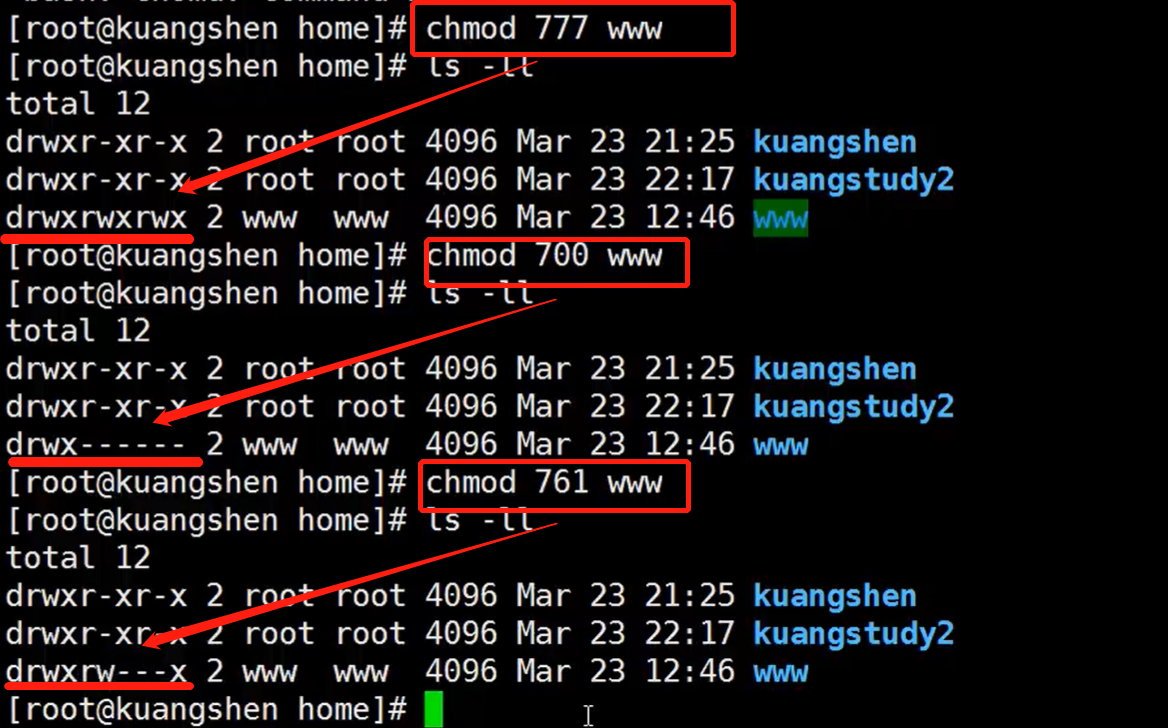 [root@kuangshen home]# chmod 777 www
[root@kuangshen home]# ls -ll
total 12
drwxr-xr-x 2 root root 4096 Mar 23 21:25 kuangshen
drwxr-xr-x 2 root root 4096 Mar 23 22:17 kuangstudy2
drwxrwxrwx 2 www www 4096 Mar 23 12:46 www
[root@kuangshen home]# chmod 700 www
[root@kuangshen home]# ls -ll
total 12
drwxr-xr-x 2 root root 4096 Mar 23 21:25 kuangshen
drwxr-xr-x 2 root root 4096 Mar 23 22:17 kuangstudy2
drwx------ 2 www www 4096 Mar 23 12:46 www
[root@kuangshen home]# chmod 761 www
[root@kuangshen home]# ls -ll
total 12
drwxr-xr-x 2 root root 4096 Mar 23 21:25 kuangshen
drwxr-xr-x 2 root root 4096 Mar 23 22:17 kuangstudy2
drwxrw---x 2 www www 4096 Mar 23 12:46 www
[root@kuangshen home]#